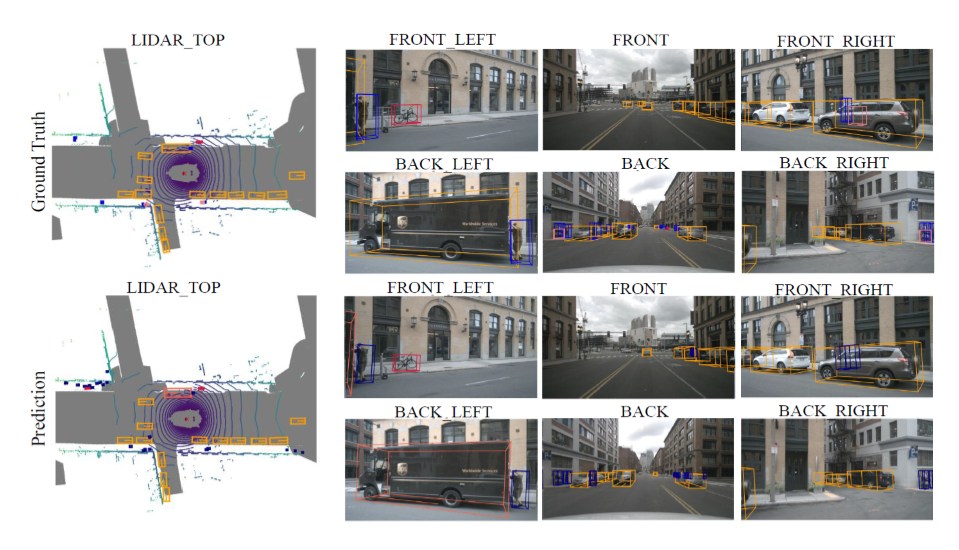 LIDAR_TOP
FRONT_LEFT
FRONT
FRONT_RIGHT
Ground Truth
BACK_LEFT
BACK
BACK_RIGHT
LIDAR_TOP
FRONT_LEFT
FRONT
FRONT_RIGHT
Prediction
BACK_LEFT
BACK
BACK_RIGHT